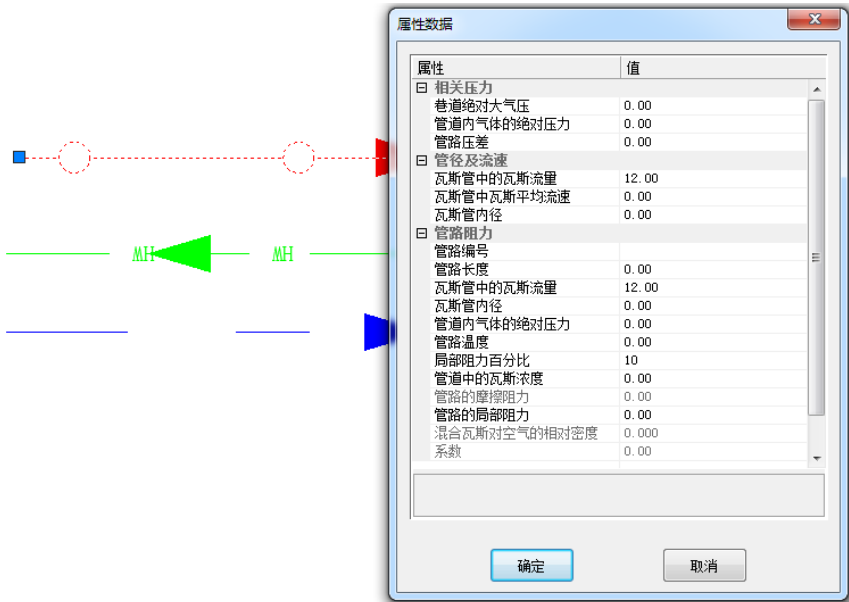 属性数据
属性 值
相关压力
巷道绝对大气压 0.00
管道内气体的绝对压力 0.00
管路压差 0.00
管径及流速
瓦斯管中的瓦斯流量 12.00
瓦斯管中瓦斯平均流速 0.00
瓦斯管内径 0.00
管路阻力
管路编号
管路长度 0.00
瓦斯管中的瓦斯流量 12.00
瓦斯管内径 0.00
管道内气体的绝对压力 0.00
管路温度 0.00
局部阻力百分比 10
管道中的瓦斯浓度 0.00
管路的摩擦阻力 0.00
管路的局部阻力 0.00
混合瓦斯对空气的相对密度 0.000
系数 0.00
确定 取消
HW HW